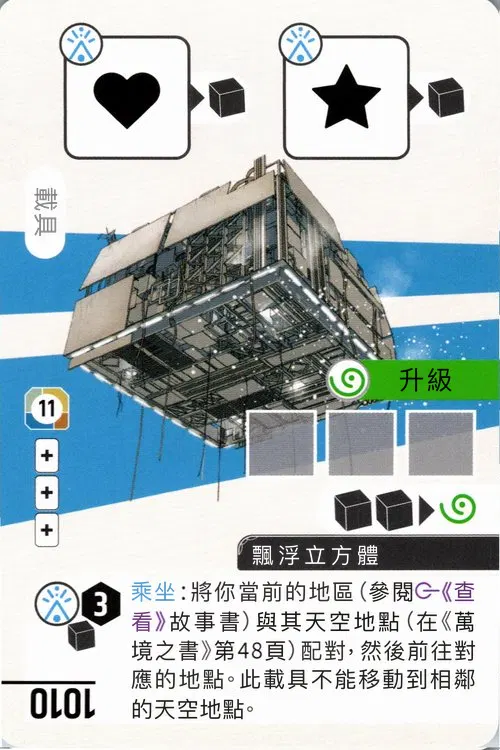 載具
11
+
+
+
升級
飄浮立方體
3
乘坐:將你當前的地區(參閱《查
看》故事書)與其天空地點(在《萬
境之書》第48頁)配對,然後前往對
應的地點。此載具不能移動到相鄰
的天空地點。
1010